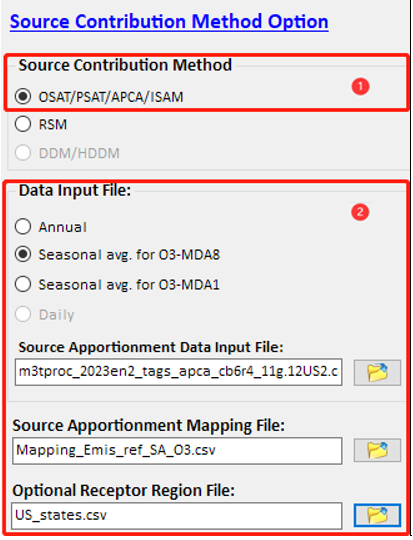 Source Contribution Method Option
Source Contribution Method
1
OSAT/PSAT/APCA/ISAM
RSM
DDM/HDDM
Data Input File:
2
Annual
Seasonal avg. for O3-MDA8
Seasonal avg. for O3-MDA1
Daily
Source Apportionment Data Input File:
m3tproc_2023en2_tags_apca_cb6r4_11g.12US2.c
Source Apportionment Mapping File:
Mapping_Emis_ref_SA_O3.csv
Optional Receptor Region File:
US_states.csv